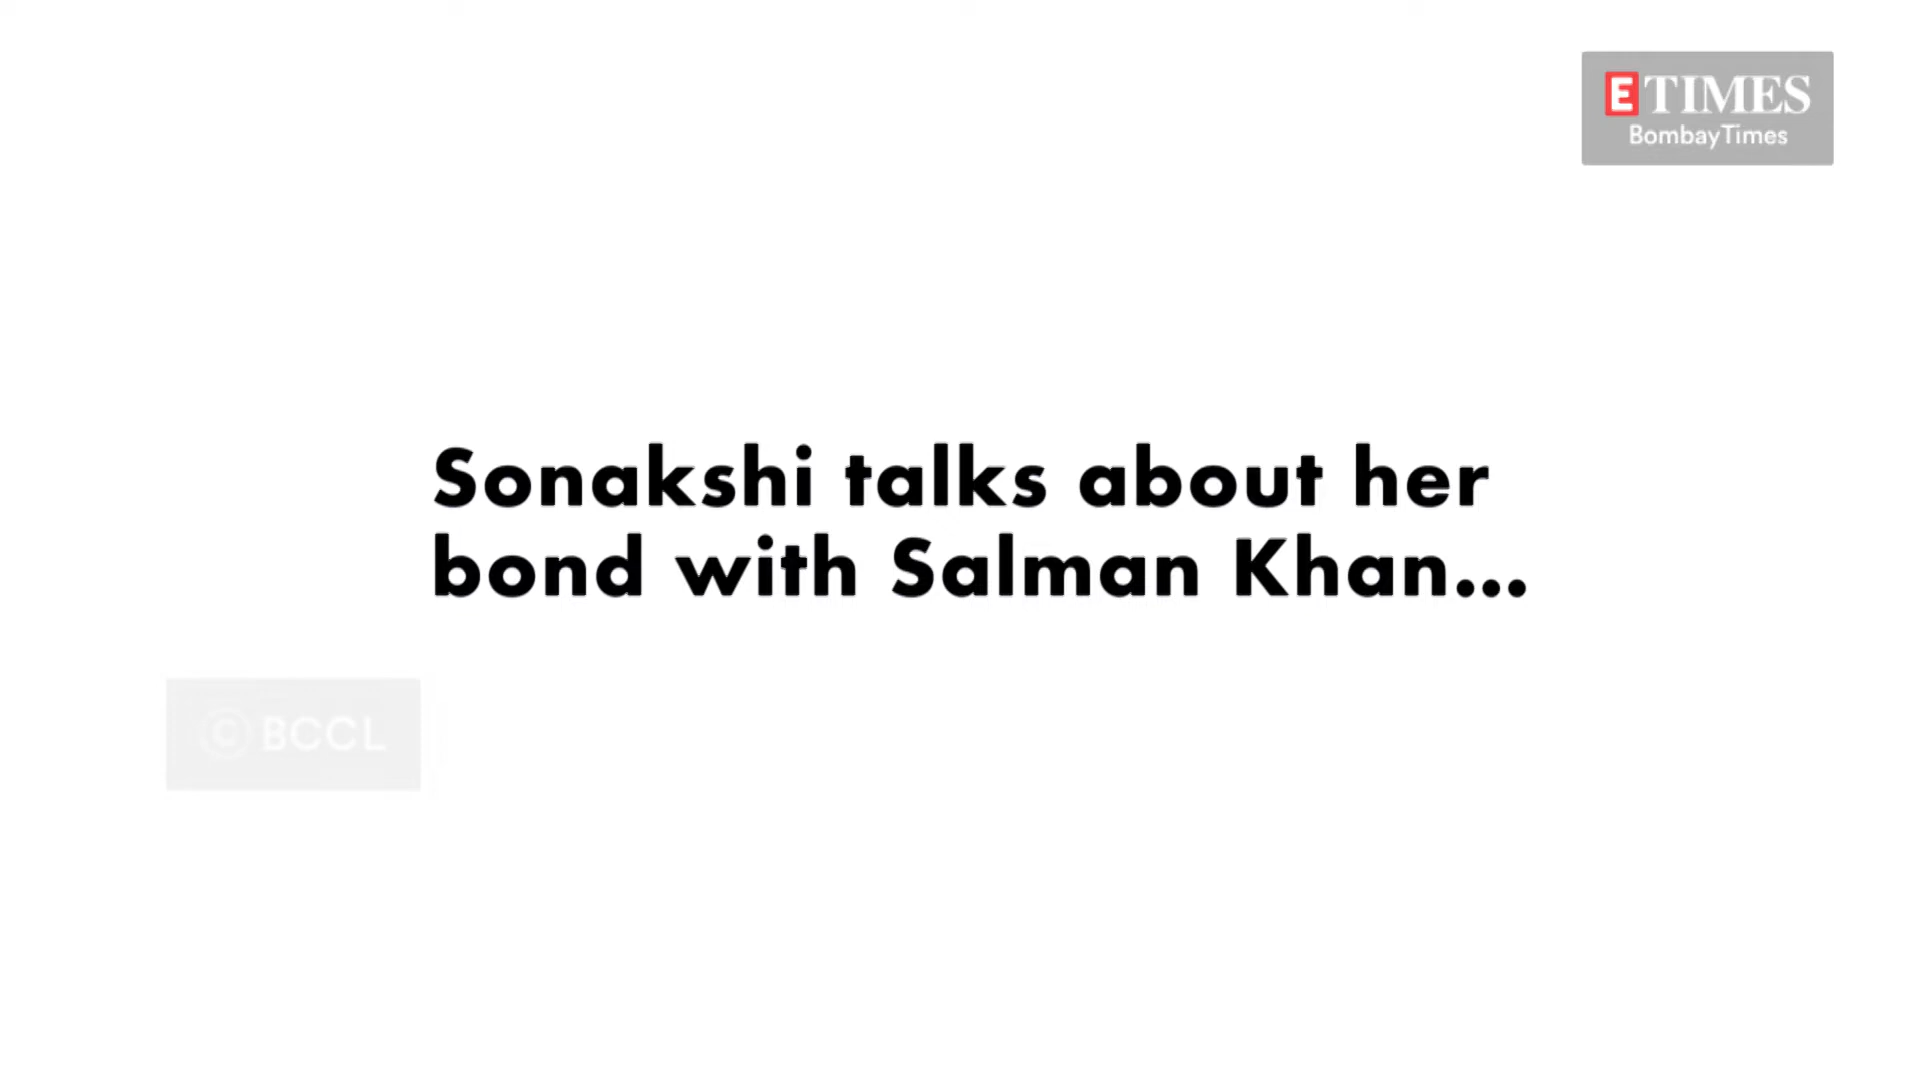 ETIMES
BombayTimes
Sonakshi talks about her
bond with Salman Khan...
© BCCL